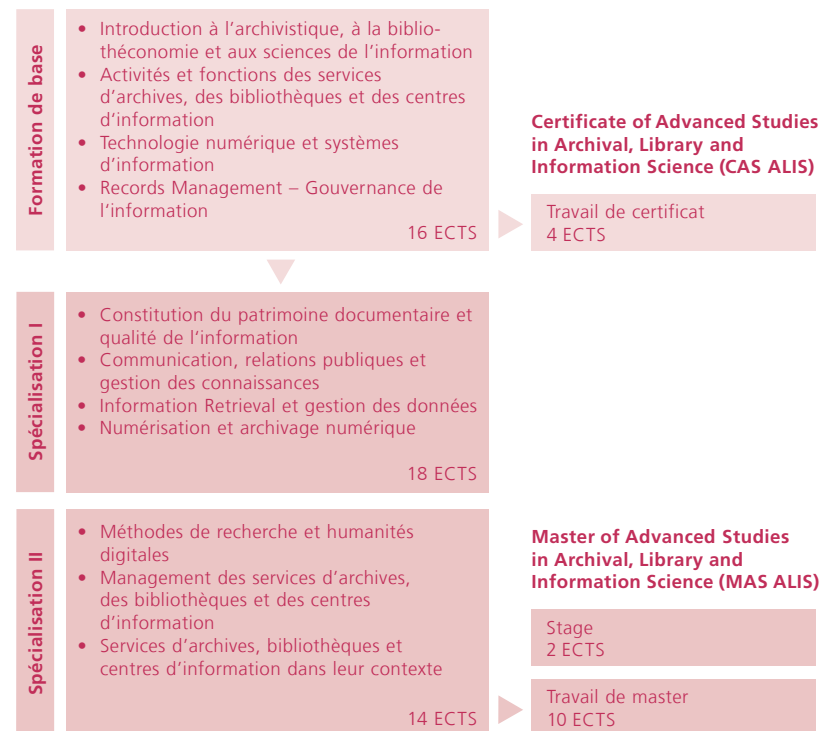 Formation de base
• Introduction à l’archivistique, à la biblio-
théconomie et aux sciences de l’information
• Activités et fonctions des services
d’archives, des bibliothèques et des centres
d’information
• Technologie numérique et systèmes
d’information
• Records Management – Gouvernance de
l’information
16 ECTS
Certificate of Advanced Studies
in Archival, Library and
Information Science (CAS ALIS)
Travail de certificat
4 ECTS
Spécialisation I
• Constitution du patrimoine documentaire et
qualité de l’information
• Communication, relations publiques et
gestion des connaissances
• Information Retrieval et gestion des données
• Numérisation et archivage numérique
18 ECTS
Spécialisation II
• Méthodes de recherche et humanités
digitales
• Management des services d’archives,
des bibliothèques et des centres
d’information
• Services d’archives, bibliothèques et
centres d’information dans leur contexte
14 ECTS
Master of Advanced Studies
in Archival, Library and
Information Science (MAS ALIS)
Stage
2 ECTS
Travail de master
10 ECTS